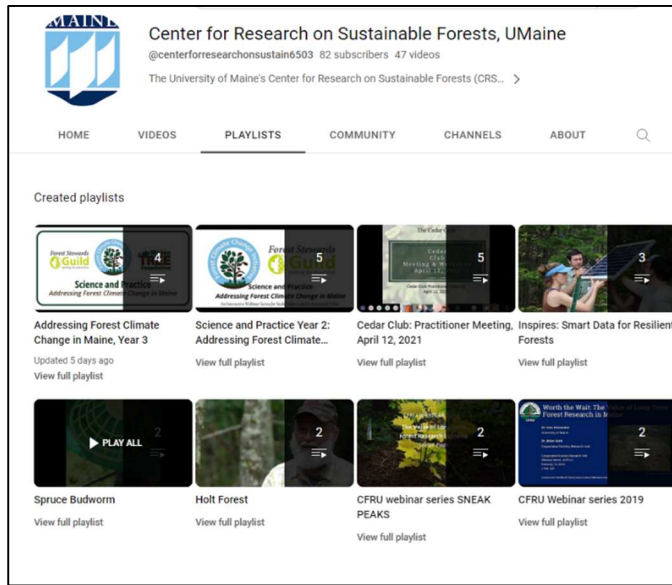 MAINE
Center for Research on Sustainable Forests, UMaine
@centerforresearchonsustain6503 82 subscribers 47 videos
The University of Maine's Center for Research on Sustainable Forests (CRS...
HOME VIDEOS PLAYLISTS COMMUNITY CHANNELS ABOUT
Created playlists
Forest Stewards
Guild
4
Science and Practice
Addressing Forest Climate Change in Maine
Forest Stewards
Guild
5
Science and Practice
Addressing Forest Climate Change in Maine
The Cedar Club
Cedar
Club
Meeting &
April 12,
5
3
Addressing Forest Climate
Change in Maine, Year 3
Updated 5 days ago
View full playlist
Science and Practice Year 2:
Addressing Forest Climate...
View full playlist
Cedar Club: Practitioner Meeting,
April 12, 2021
View full playlist
Inspires: Smart Data for Resilient
Forests
View full playlist
PLAY ALL
2
2
2
Worth the Wait: The Value of Long
Forest Research in
2
Spruce Budworm
View full playlist
Holt Forest
View full playlist
CFRU webinar series SNEAK
PEAKS
View full playlist
CFRU Webinar series 2019
View full playlist